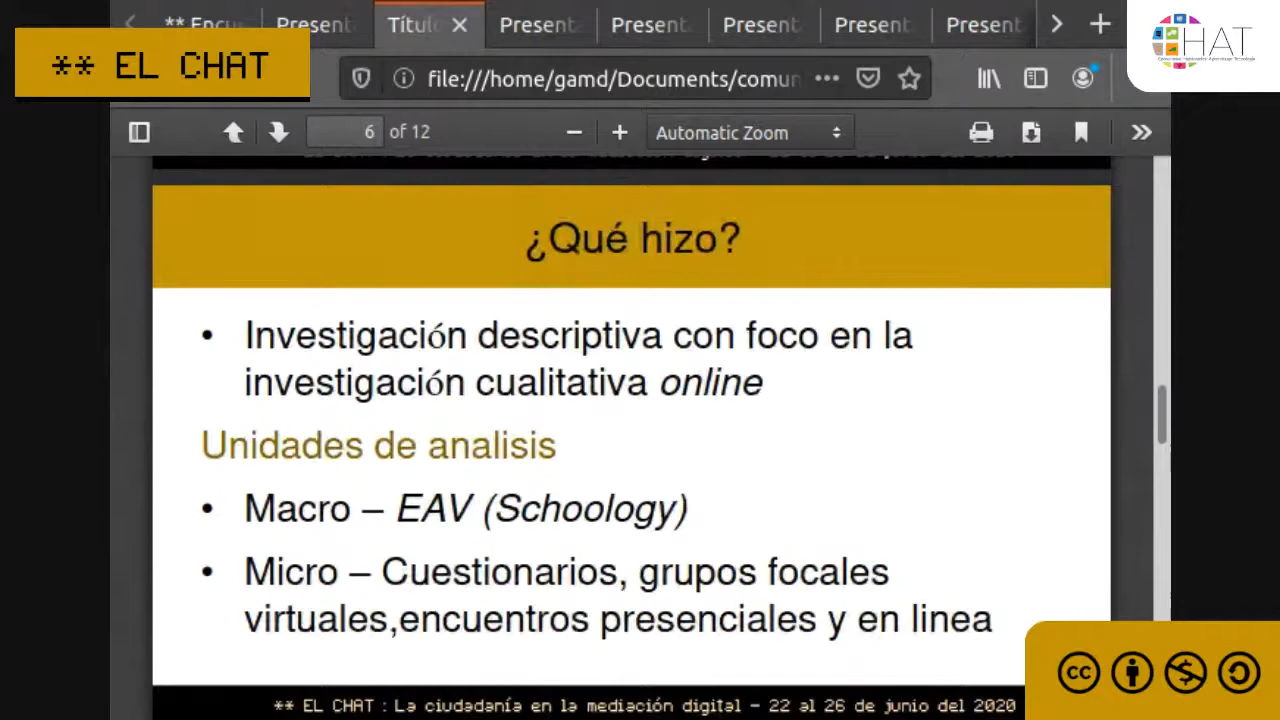 ** Encu
Present
Títul
Present
Present
Present
Present
Present
** EL CHAT
CHAT
file:///home/gamd/Documents/comun
6 of 12
Automatic Zoom
¿Qué hizo?
• Investigación descriptiva con foco en la
investigación cualitativa online
Unidades de analisis
• Macro – EAV (Schoology)
• Micro – Cuestionarios, grupos focales
virtuales,encuentros presenciales y en linea
** EL CHAT : La ciudadanía en la mediación digital – 22 al 26 de junio del 2020
cc